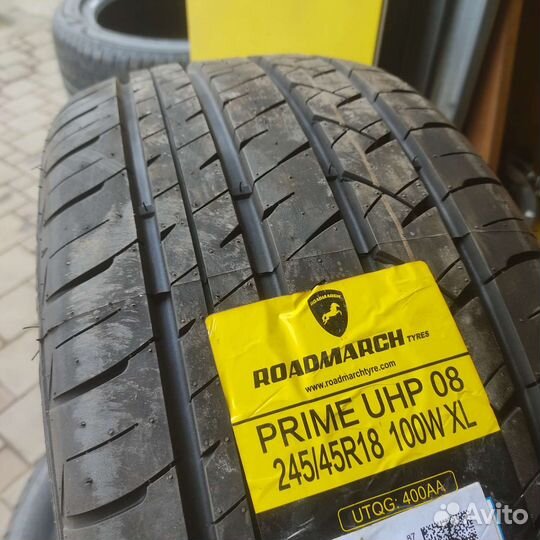 ROADMARCH
ROADMARCH TYRES
www.roadmarchtyre.com
PRIME UHP 08
245/45R18 100W XL
UTQG: 400AA
Avito